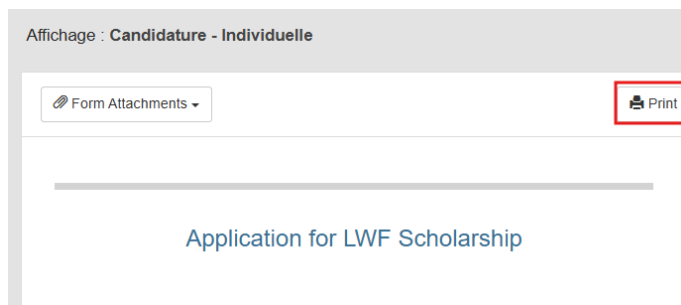 Affichage : Candidature - Individuelle
Form Attachments
Print
Application for LWF Scholarship